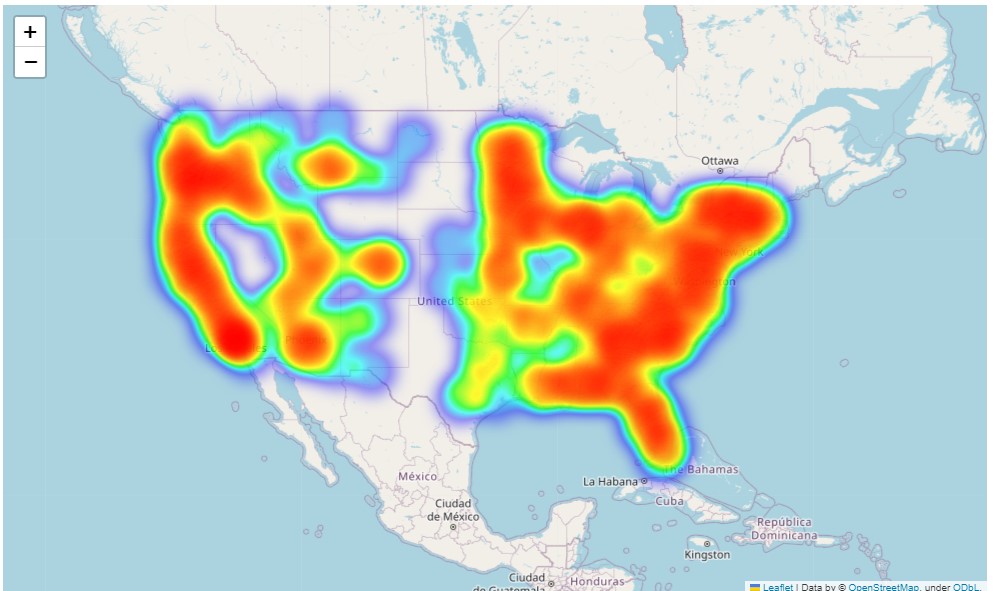 +
−
Ottawa
New York
Washington
United States
Los Angeles
Phoenix
The Bahamas
La Habana
Cuba
México
Ciudad
de México
República
Dominicana
Kingston
Ciudad
de Guatemala
Honduras
Leaflet | Data by © OpenStreetMap, under ODbL.